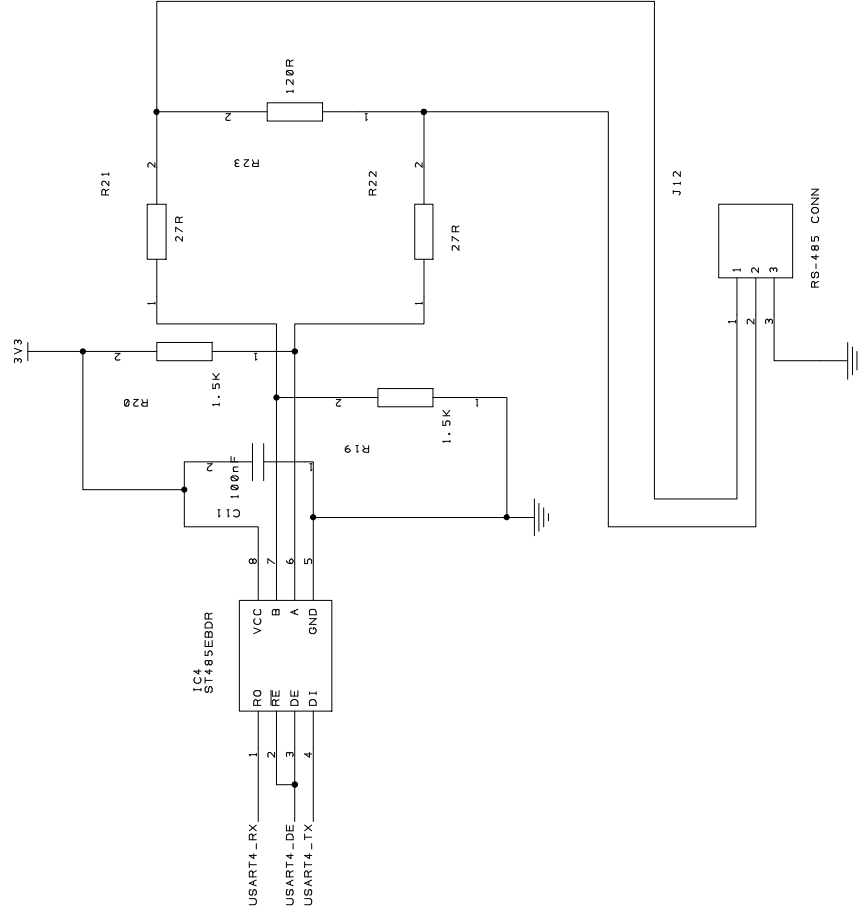 120R
2
1
R23
R21
2
27R
1
R22
2
27R
1
J12
RS-485 CONN
1
2
3
1
2
3
3V3
2
1
R20
1.5K
2
1
R19
1.5K
2
1
100nF
C11
8
7
6
5
VCC
B
A
GND
IC4
ST485EBDR
RO
RE
DE
DI
1
2
3
4
USART4_RX
USART4_DE
USART4_TX